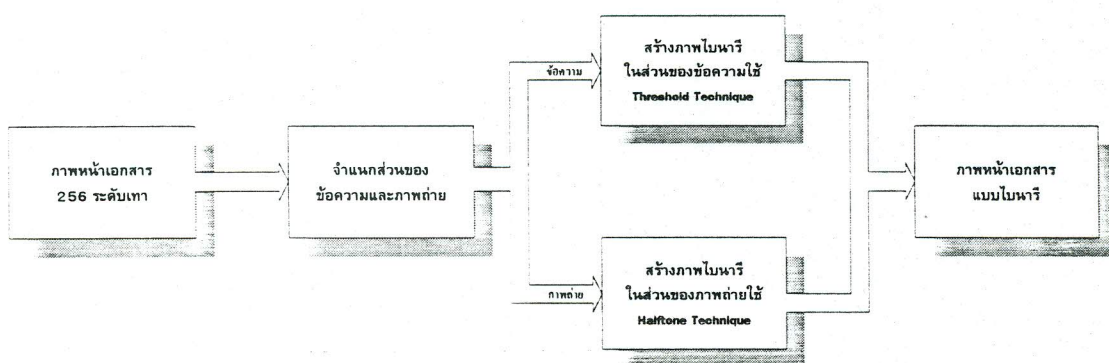 ภาพหน้าเอกสาร
256 ระดับเทา
จำแนกส่วนของ
ข้อความและภาพถ่าย
ข้อความ
สร้างภาพไบนารี
ในส่วนของข้อความใช้
Threshold Technique
ภาพถ่าย
สร้างภาพไบนารี
ในส่วนของภาพถ่ายใช้
Halftone Technique
ภาพหน้าเอกสาร
แบบไบนารี